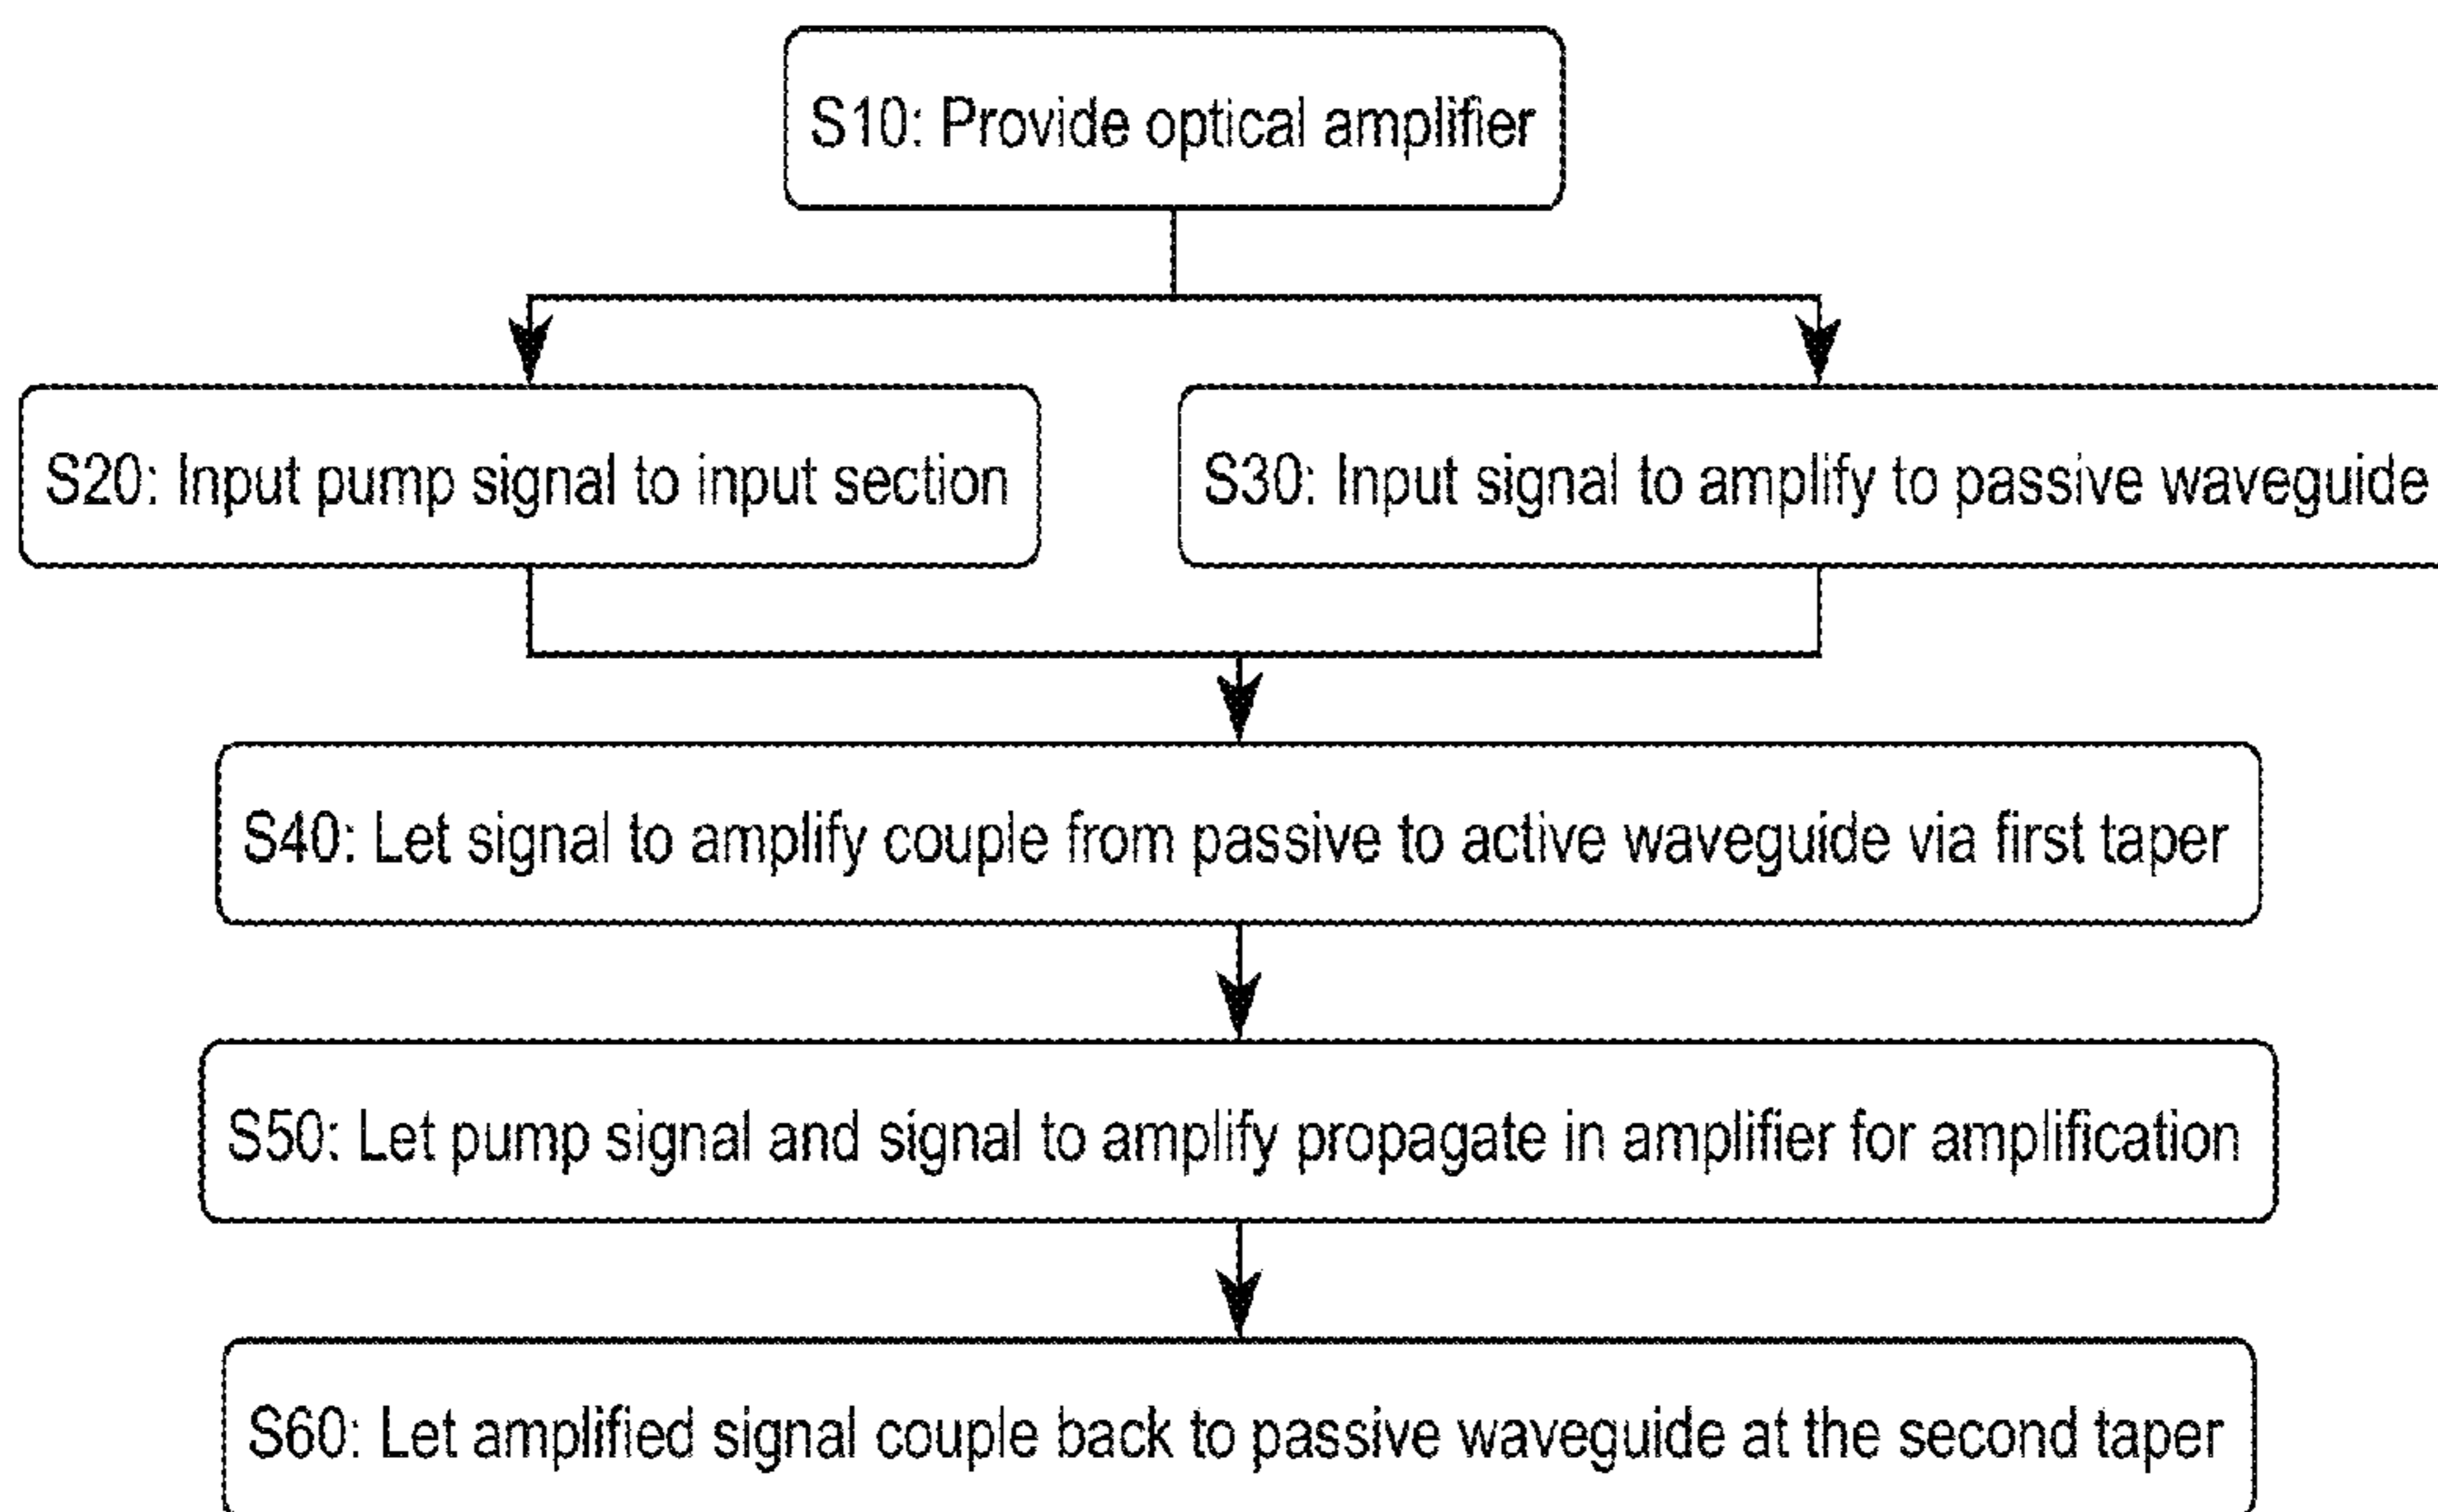 S10: Provide optical amplifier
S20: Input pump signal to input section
S30: Input signal to amplify to passive waveguide
S40: Let signal to amplify couple from passive to active waveguide via first taper
S50: Let pump signal and signal to amplify propagate in amplifier for amplification
S60: Let amplified signal couple back to passive waveguide at the second taper